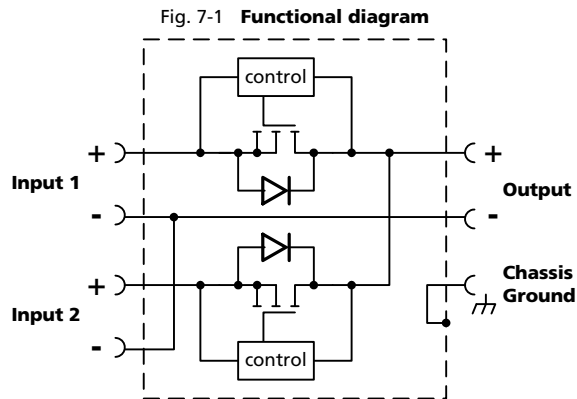 Fig. 7-1 Functional diagram
control
+
+
Input 1
Output
-
-
+
Chassis
Ground
Input 2
-
control